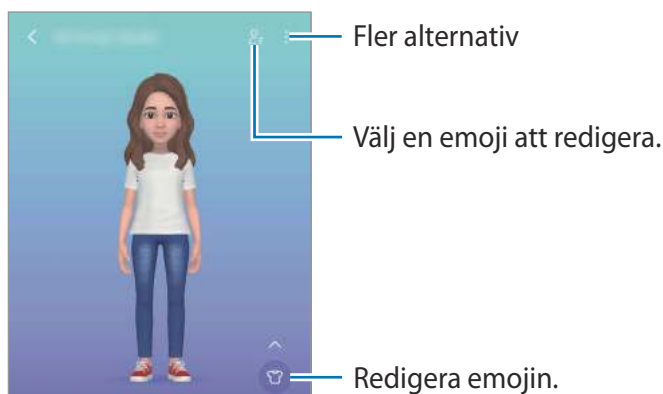 Fler alternativ
Välj en emoji att redigera.
Redigera emojin.